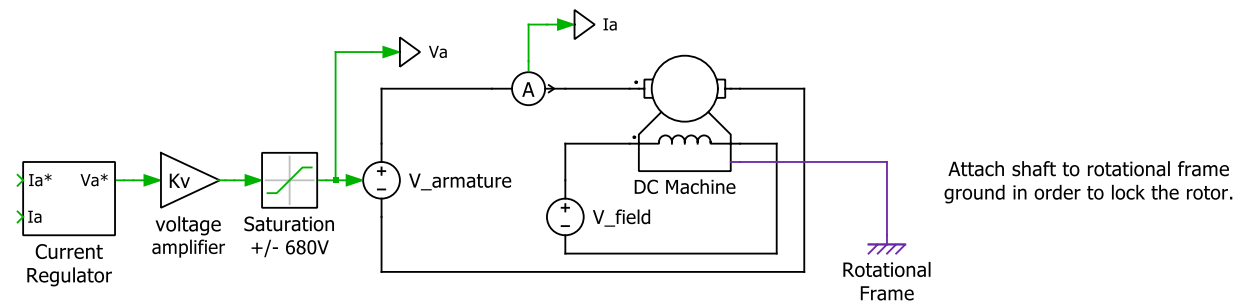 Ia
Va
A
Ia*
Va*
Ia
Kv
Current
Regulator
voltage
amplifier
Saturation
+/- 680V
V_armature
V_field
DC Machine
Rotational
Frame
Attach shaft to rotational frame
ground in order to lock the rotor.